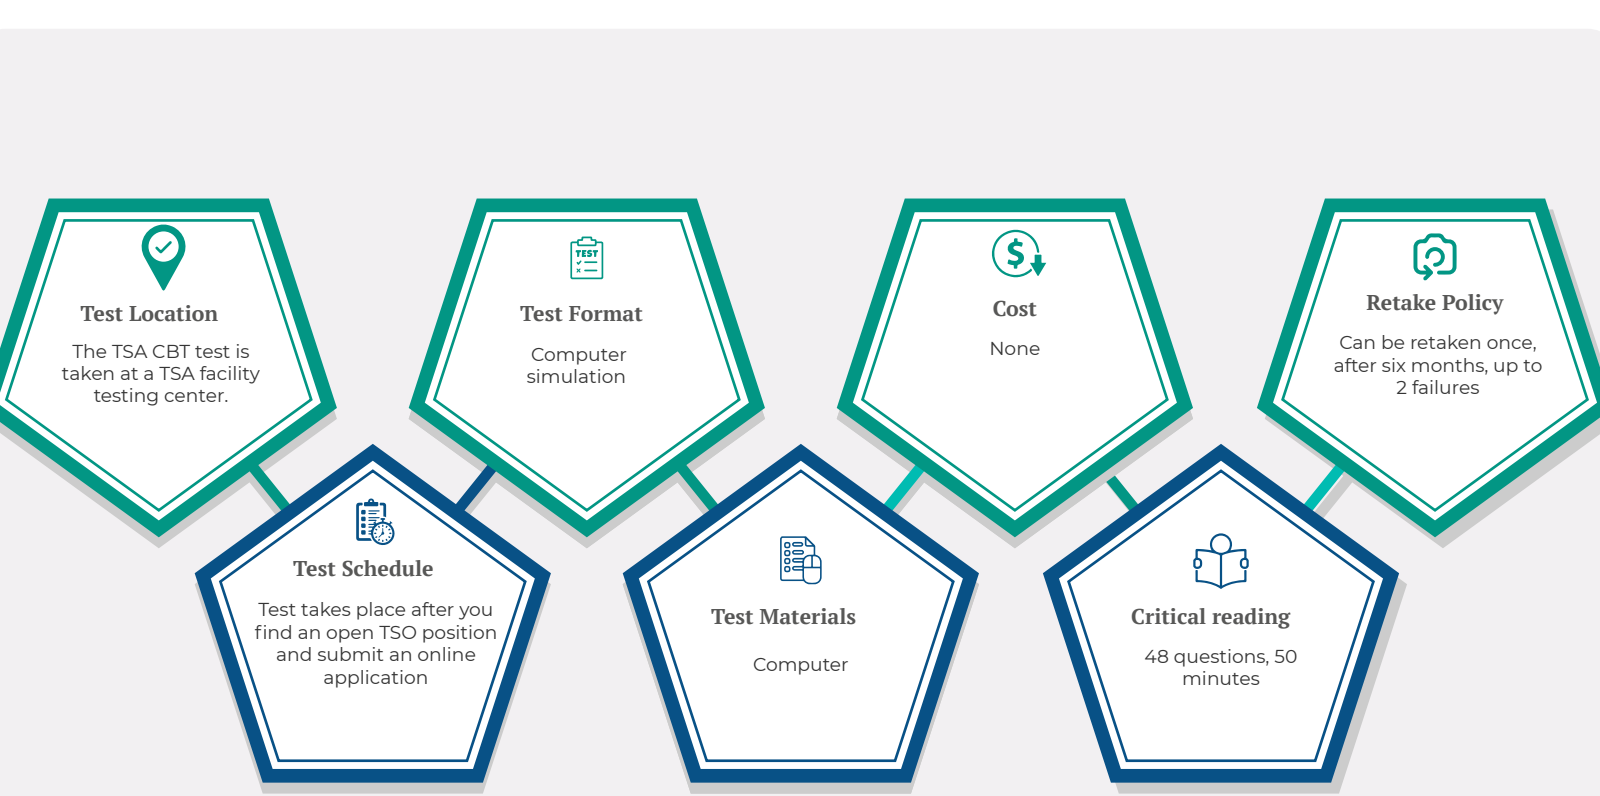 Test Location
The TSA CBT test is
taken at a TSA facility
testing center.
TEST
Test Format
Computer
simulation
$
Cost
None
Retake Policy
Can be retaken once,
after six months, up to
2 failures
Test Schedule
Test takes place after you
find an open TSO position
and submit an online
application
Test Materials
Computer
Critical reading
48 questions, 50
minutes